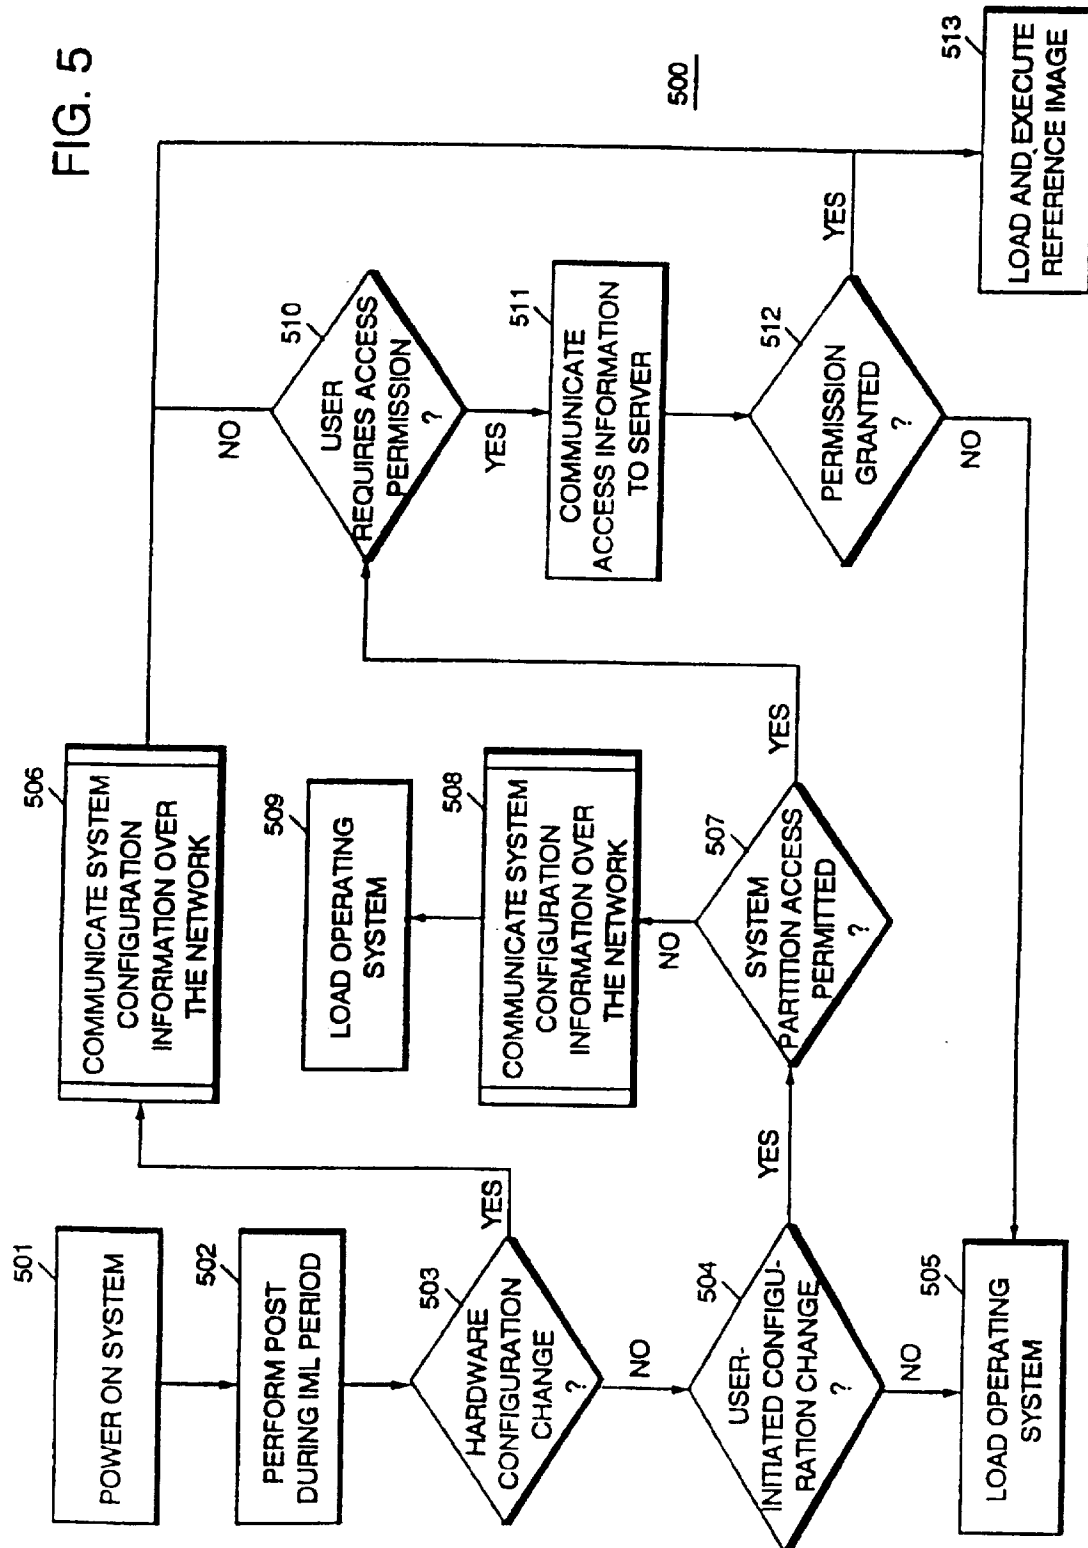 FIG. 5
500
501
POWER ON SYSTEM
502
PERFORM POST
DURING IML PERIOD
503
HARDWARE
CONFIGURATION
CHANGE
?
YES
NO
504
USER-
INITIATED CONFIGU-
RATION CHANGE
?
YES
NO
505
LOAD OPERATING
SYSTEM
506
COMMUNICATE SYSTEM
CONFIGURATION
INFORMATION OVER
THE NETWORK
509
LOAD OPERATING
SYSTEM
508
COMMUNICATE SYSTEM
CONFIGURATION
INFORMATION OVER
THE NETWORK
NO
507
SYSTEM
PARTITION ACCESS
PERMITTED
?
YES
NO
510
USER
REQUIRES ACCESS
PERMISSION
?
YES
511
COMMUNICATE
ACCESS INFORMATION
TO SERVER
512
PERMISSION
GRANTED
?
YES
NO
513
LOAD AND EXECUTE
REFERENCE IMAGE